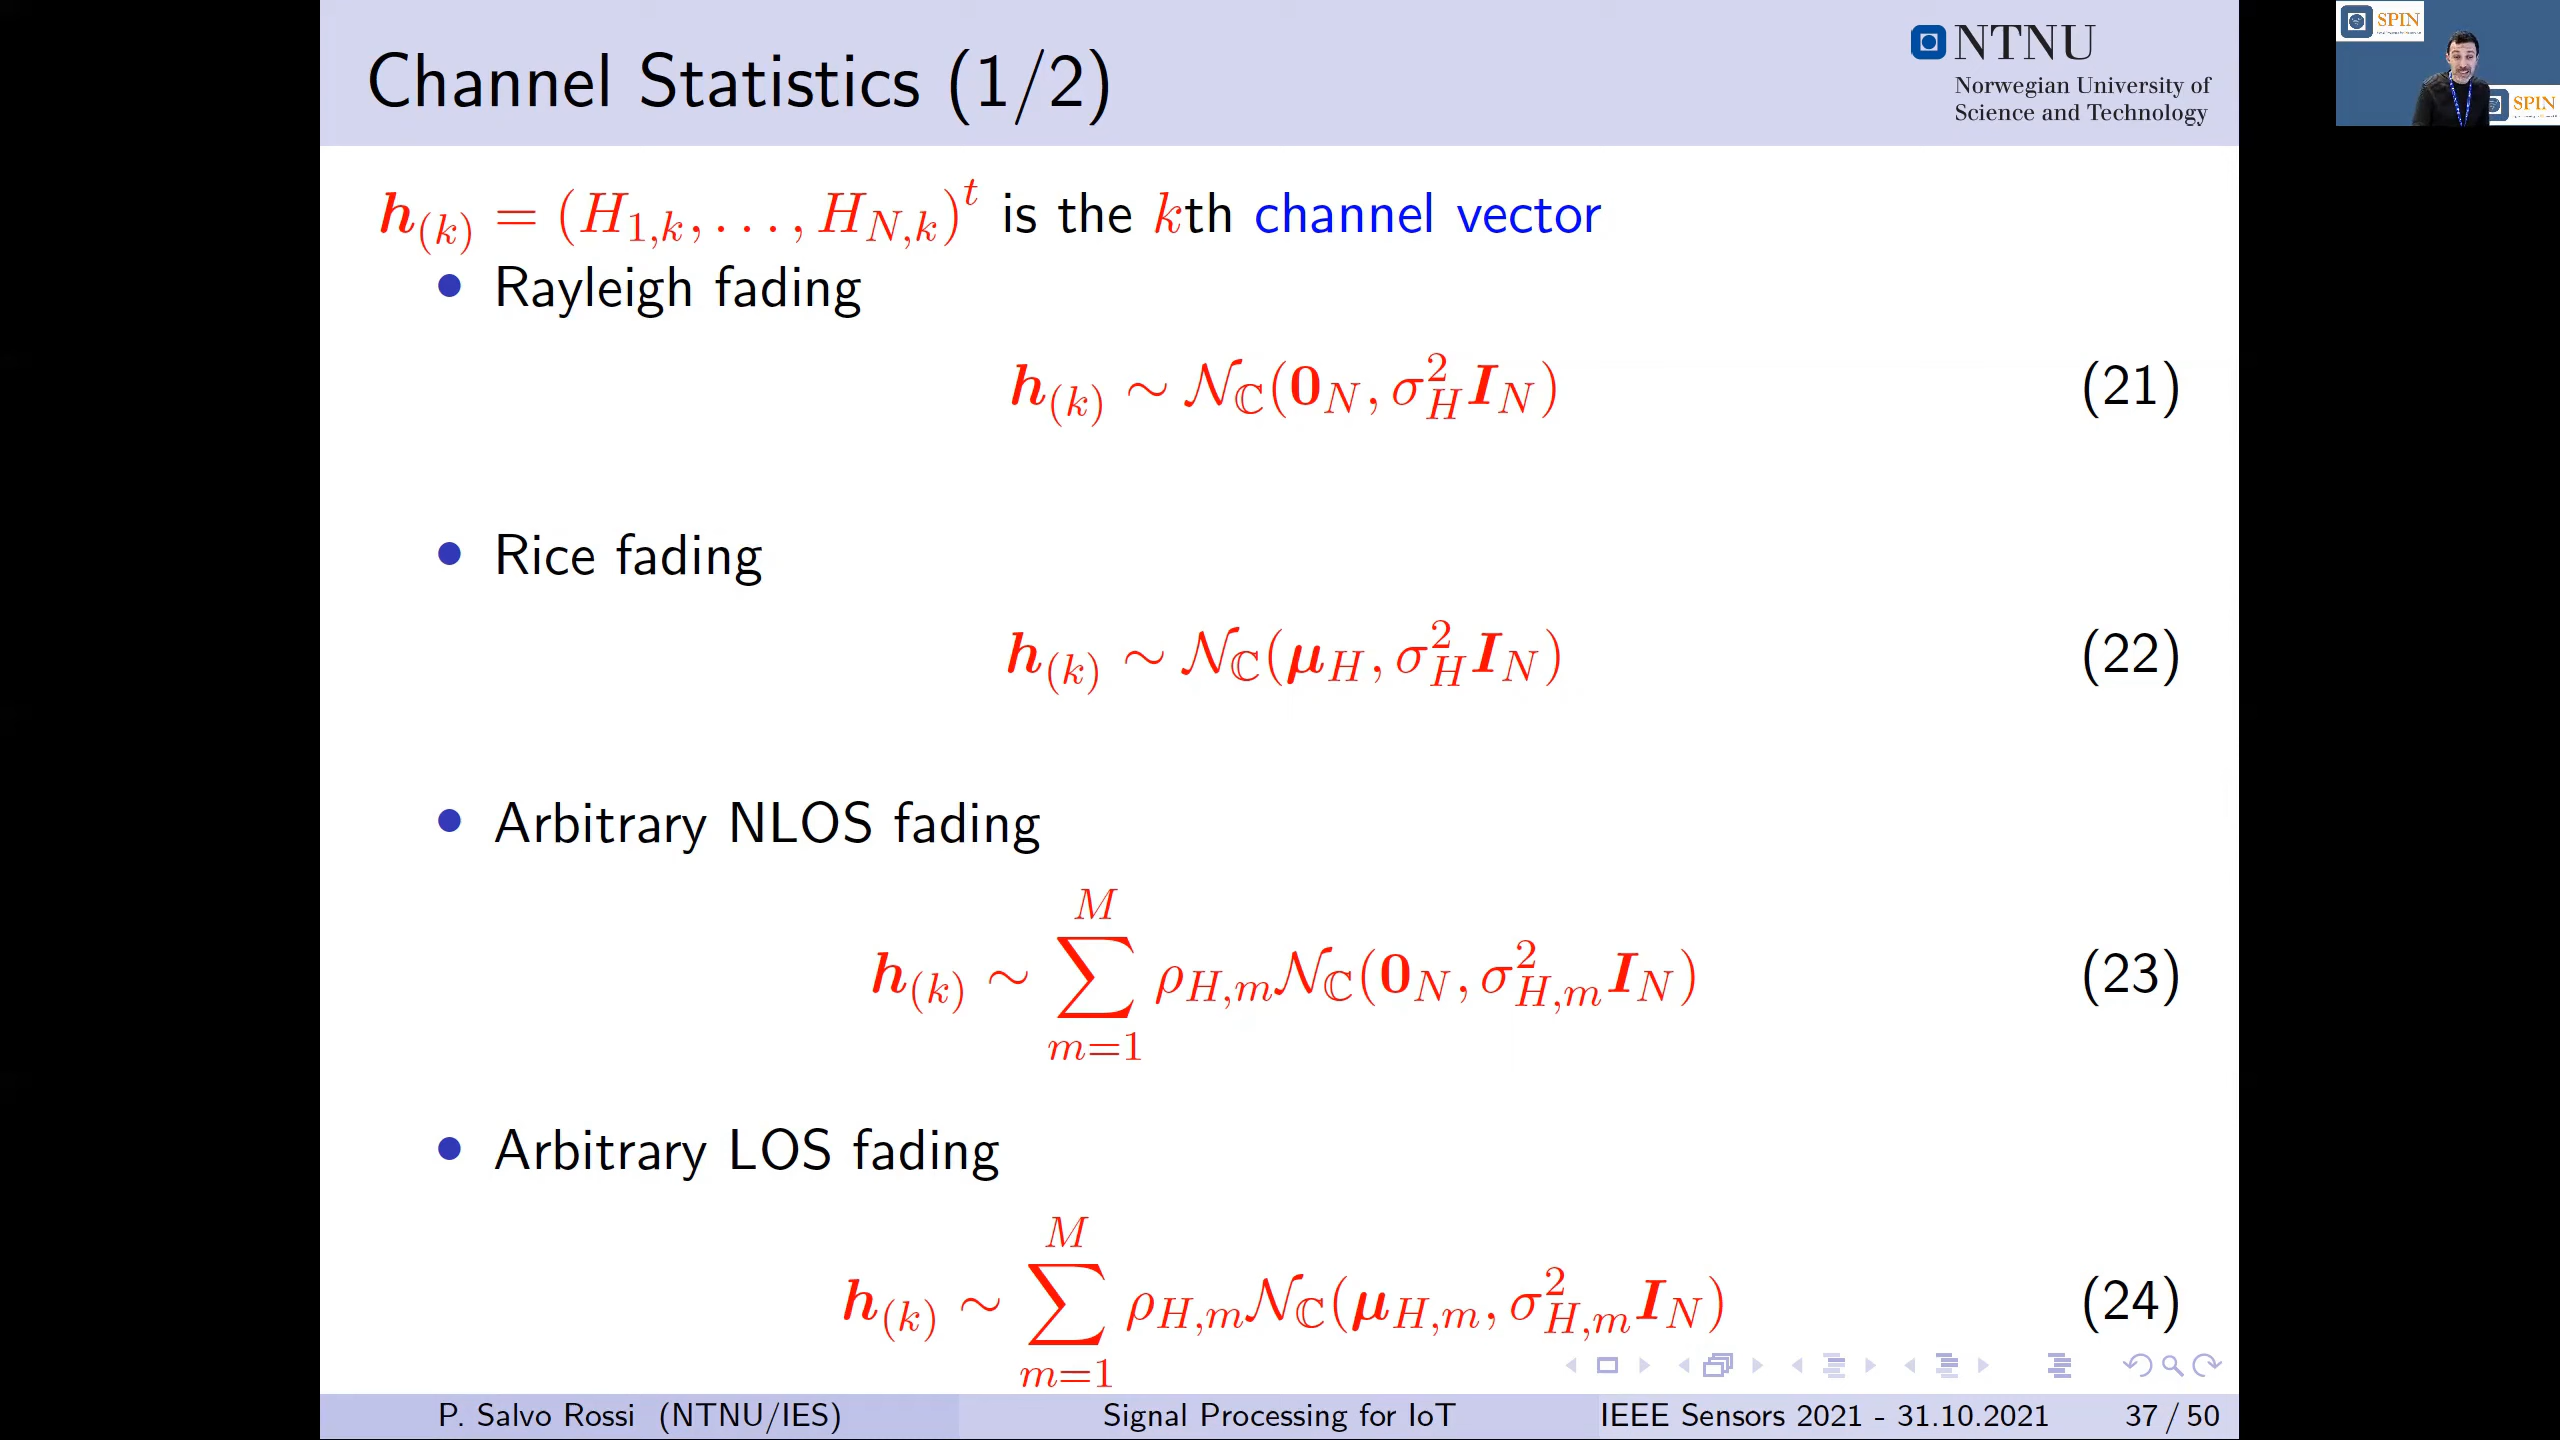 Channel Statistics (1/2)
NTNU
Norwegian University of
Science and Technology
SPIN
SPIN
𝒉₍ₖ₎ = (H_{1,k}, . . . , H_{N,k})^t is the kth channel vector
• Rayleigh fading
𝒉_{(k)} ∼ 𝒩_ℂ(𝟎_N, σ²_H 𝑰_N) (21)
• Rice fading
𝒉_{(k)} ∼ 𝒩_ℂ(𝝁_H, σ²_H 𝑰_N) (22)
• Arbitrary NLOS fading
𝒉_{(k)} ∼ ∑_{m=1}^{M} ρ_{H,m} 𝒩_ℂ(𝟎_N, σ²_{H,m} 𝑰_N) (23)
• Arbitrary LOS fading
𝒉_{(k)} ∼ ∑_{m=1}^{M} ρ_{H,m} 𝒩_ℂ(𝝁_{H,m}, σ²_{H,m} 𝑰_N) (24)
P. Salvo Rossi (NTNU/IES) Signal Processing for IoT IEEE Sensors 2021 - 31.10.2021 37 / 50